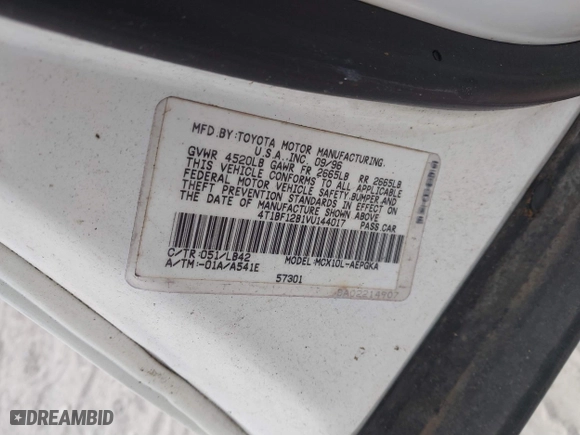 MFD.BY:TOYOTA MOTOR MANUFACTURING.
U.S.A.,INC. 09/96
GVWR 4520LB GAWR FR 2665LB RR 2665LB
THIS VEHICLE CONFORMS TO ALL APPLICABLE
FEDERAL MOTOR VEHICLE SAFETY,BUMPER,AND
THEFT PREVENTION STANDARDS IN EFFECT ON
THE DATE OF MANUFACTURE SHOWN ABOVE.
4T1BF12B1VU144017 PASS.CAR
C/TR:051/LB42 MODEL:MCX10L-AEPGKA
A/TM:-01A/A541E
57301
DREAMBID